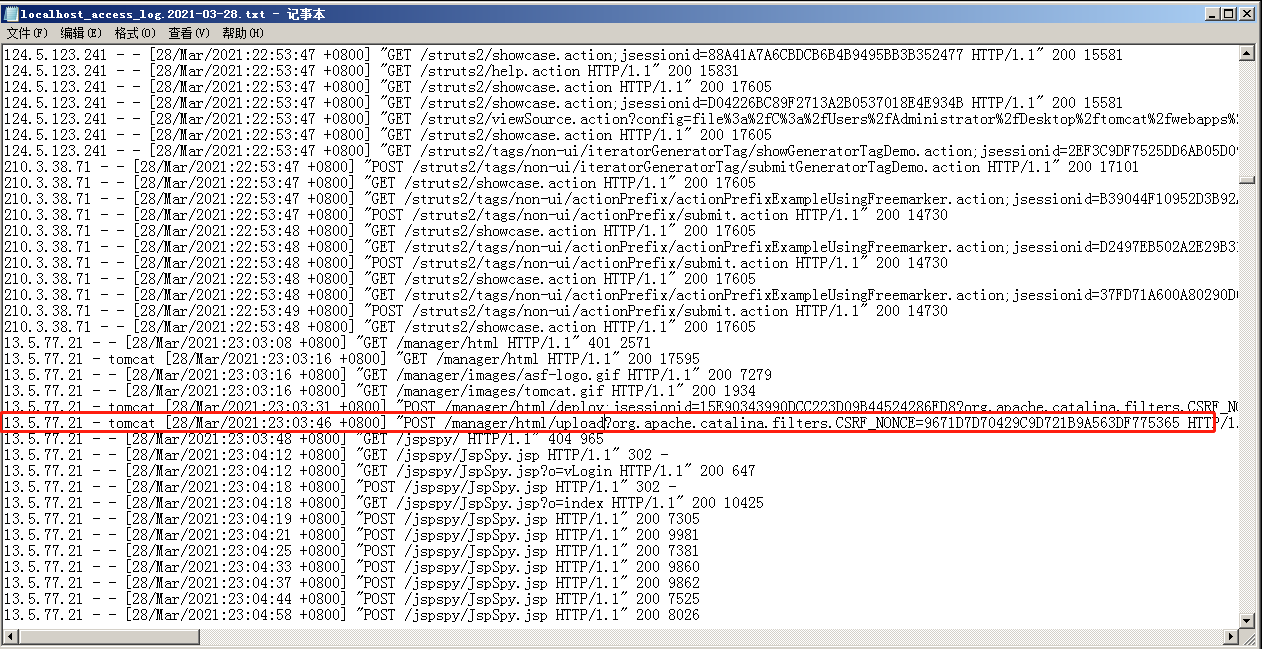 localhost_access_log.2021-03-28.txt - 记事本
文件(F) 编辑(E) 格式(O) 查看(V) 帮助(H)
124.5.123.241 - - [28/Mar/2021:22:53:47 +0800] "GET /struts2/showcase.action;jsessionid=88A41A7A6CBDCB6B4B9495BB3B352477 HTTP/1.1" 200 15581
124.5.123.241 - - [28/Mar/2021:22:53:47 +0800] "GET /struts2/help.action HTTP/1.1" 200 15831
124.5.123.241 - - [28/Mar/2021:22:53:47 +0800] "GET /struts2/showcase.action HTTP/1.1" 200 17605
124.5.123.241 - - [28/Mar/2021:22:53:47 +0800] "GET /struts2/showcase.action;jsessionid=D04226BC89F2713A2B0537018E4E934B HTTP/1.1" 200 15581
124.5.123.241 - - [28/Mar/2021:22:53:47 +0800] "GET /struts2/viewSource.action?config=file%3a%2fC%3a%2fUsers%2fAdministrator%2fDesktop%2ftomcat%2fwebapps%
124.5.123.241 - - [28/Mar/2021:22:53:47 +0800] "GET /struts2/showcase.action HTTP/1.1" 200 17605
124.5.123.241 - - [28/Mar/2021:22:53:47 +0800] "GET /struts2/tags/non-ui/iteratorGeneratorTag/showGeneratorTagDemo.action;jsessionid=2EF3C9DF7525DD6AB05D0
210.3.38.71 - - [28/Mar/2021:22:53:47 +0800] "POST /struts2/tags/non-ui/iteratorGeneratorTag/submitGeneratorTagDemo.action HTTP/1.1" 200 17101
210.3.38.71 - - [28/Mar/2021:22:53:47 +0800] "GET /struts2/showcase.action HTTP/1.1" 200 17605
210.3.38.71 - - [28/Mar/2021:22:53:47 +0800] "GET /struts2/tags/non-ui/actionPrefix/actionPrefixExampleUsingFreemarker.action;jsessionid=B39044F10952D3B92
210.3.38.71 - - [28/Mar/2021:22:53:47 +0800] "POST /struts2/tags/non-ui/actionPrefix/submit.action HTTP/1.1" 200 14730
210.3.38.71 - - [28/Mar/2021:22:53:48 +0800] "GET /struts2/showcase.action HTTP/1.1" 200 17605
210.3.38.71 - - [28/Mar/2021:22:53:48 +0800] "GET /struts2/tags/non-ui/actionPrefix/actionPrefixExampleUsingFreemarker.action;jsessionid=D2497EB502A2E29B3
210.3.38.71 - - [28/Mar/2021:22:53:48 +0800] "POST /struts2/tags/non-ui/actionPrefix/submit.action HTTP/1.1" 200 14730
210.3.38.71 - - [28/Mar/2021:22:53:48 +0800] "GET /struts2/showcase.action HTTP/1.1" 200 17605
210.3.38.71 - - [28/Mar/2021:22:53:48 +0800] "GET /struts2/tags/non-ui/actionPrefix/actionPrefixExampleUsingFreemarker.action;jsessionid=37FD71A600A80290D
210.3.38.71 - - [28/Mar/2021:22:53:49 +0800] "POST /struts2/tags/non-ui/actionPrefix/submit.action HTTP/1.1" 200 14730
210.3.38.71 - - [28/Mar/2021:22:53:48 +0800] "GET /struts2/showcase.action HTTP/1.1" 200 17605
13.5.77.21 - - [28/Mar/2021:23:03:08 +0800] "GET /manager/html HTTP/1.1" 401 2571
13.5.77.21 - tomcat [28/Mar/2021:23:03:16 +0800] "GET /manager/html HTTP/1.1" 200 17595
13.5.77.21 - - [28/Mar/2021:23:03:16 +0800] "GET /manager/images/asf-logo.gif HTTP/1.1" 200 7279
13.5.77.21 - - [28/Mar/2021:23:03:16 +0800] "GET /manager/images/tomcat.gif HTTP/1.1" 200 1934
13.5.77.21 - tomcat [28/Mar/2021:23:03:31 +0800] "POST /manager/html/deploy;jsessionid=15E90343990DCC223D09B44524286ED8?org.apache.catalina.filters.CSRF_NO
13.5.77.21 - tomcat [28/Mar/2021:23:03:46 +0800] "POST /manager/html/upload?org.apache.catalina.filters.CSRF_NONCE=9671D7D70429C9D721B9A563DF775365 HTTP/1.
13.5.77.21 - - [28/Mar/2021:23:03:48 +0800] "GET /jspspy/ HTTP/1.1" 404 965
13.5.77.21 - - [28/Mar/2021:23:04:12 +0800] "GET /jspspy/JspSpy.jsp HTTP/1.1" 302 -
13.5.77.21 - - [28/Mar/2021:23:04:12 +0800] "GET /jspspy/JspSpy.jsp?o=vLogin HTTP/1.1" 200 647
13.5.77.21 - - [28/Mar/2021:23:04:18 +0800] "POST /jspspy/JspSpy.jsp HTTP/1.1" 302 -
13.5.77.21 - - [28/Mar/2021:23:04:18 +0800] "GET /jspspy/JspSpy.jsp?o=index HTTP/1.1" 200 10425
13.5.77.21 - - [28/Mar/2021:23:04:19 +0800] "POST /jspspy/JspSpy.jsp HTTP/1.1" 200 7305
13.5.77.21 - - [28/Mar/2021:23:04:21 +0800] "POST /jspspy/JspSpy.jsp HTTP/1.1" 200 9981
13.5.77.21 - - [28/Mar/2021:23:04:25 +0800] "POST /jspspy/JspSpy.jsp HTTP/1.1" 200 7381
13.5.77.21 - - [28/Mar/2021:23:04:33 +0800] "POST /jspspy/JspSpy.jsp HTTP/1.1" 200 9860
13.5.77.21 - - [28/Mar/2021:23:04:37 +0800] "POST /jspspy/JspSpy.jsp HTTP/1.1" 200 9862
13.5.77.21 - - [28/Mar/2021:23:04:44 +0800] "POST /jspspy/JspSpy.jsp HTTP/1.1" 200 7525
13.5.77.21 - - [28/Mar/2021:23:04:58 +0800] "POST /jspspy/JspSpy.jsp HTTP/1.1" 200 8026